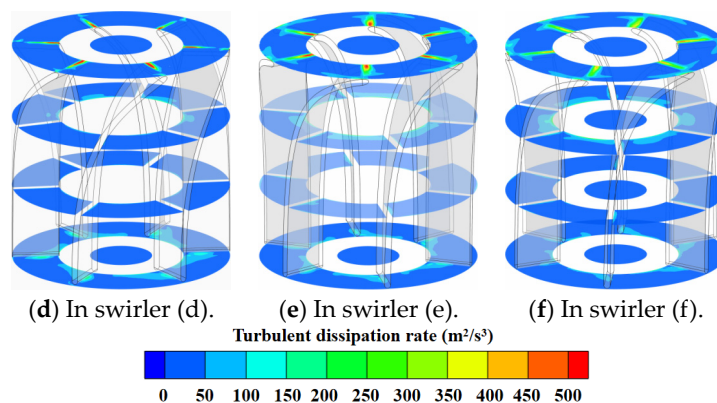 (d) In swirler (d). (e) In swirler (e). (f) In swirler (f).
Turbulent dissipation rate (m²/s³)
0 50 100 150 200 250 300 350 400 450 500